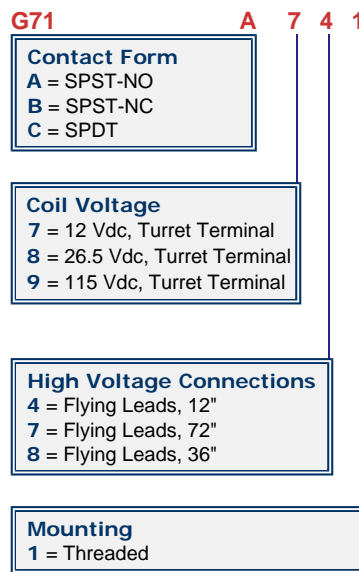 G71 A 7 4 1
Contact Form
A = SPST-NO
B = SPST-NC
C = SPDT
Coil Voltage
7 = 12 Vdc, Turret Terminal
8 = 26.5 Vdc, Turret Terminal
9 = 115 Vdc, Turret Terminal
High Voltage Connections
4 = Flying Leads, 12"
7 = Flying Leads, 72"
8 = Flying Leads, 36"
Mounting
1 = Threaded